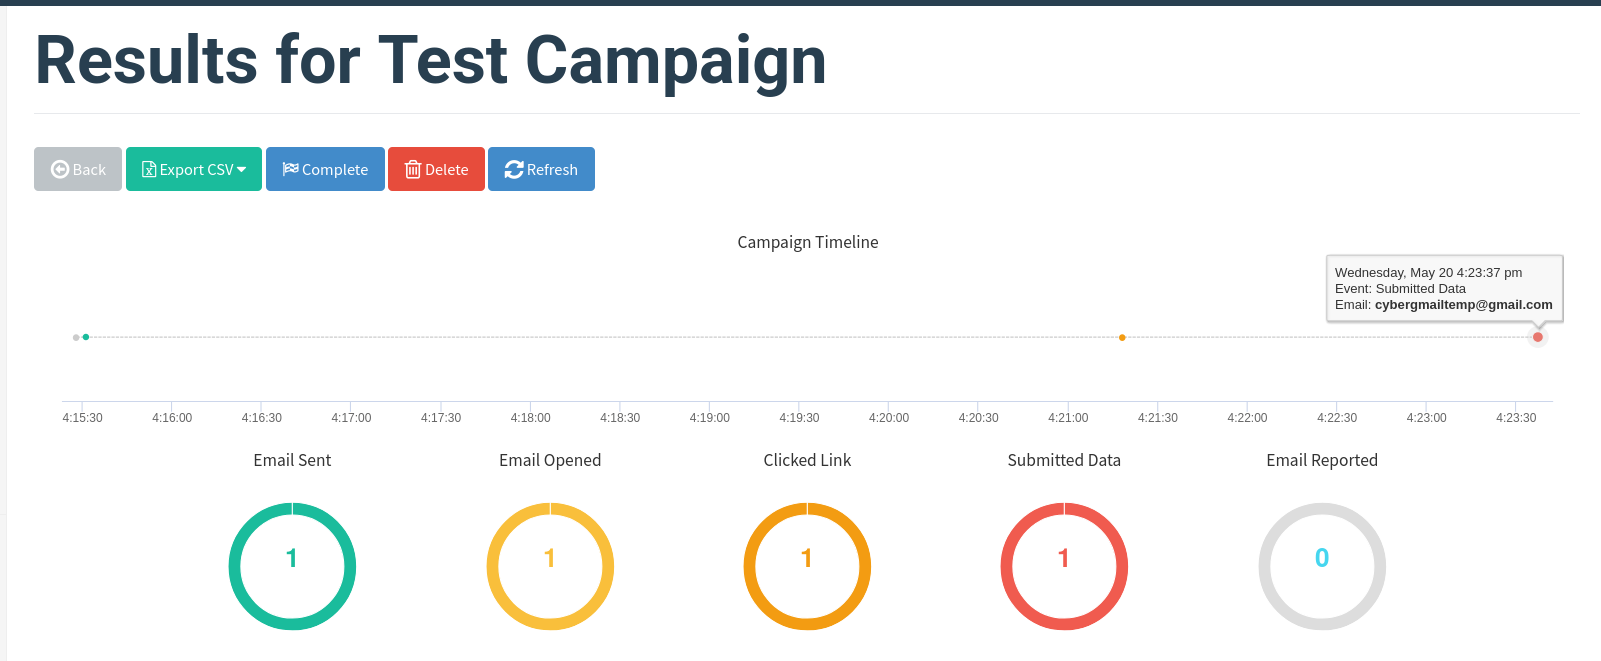 Results for Test Campaign
Back Export CSV Complete Delete Refresh
Campaign Timeline
Wednesday, May 20 4:23:37 pm
Event: Submitted Data
Email: cybergmailtemp@gmail.com
4:15:30 4:16:00 4:16:30 4:17:00 4:17:30 4:18:00 4:18:30 4:19:00 4:19:30 4:20:00 4:20:30 4:21:00 4:21:30 4:22:00 4:22:30 4:23:00 4:23:30
Email Sent Email Opened Clicked Link Submitted Data Email Reported
1 1 1 1 0